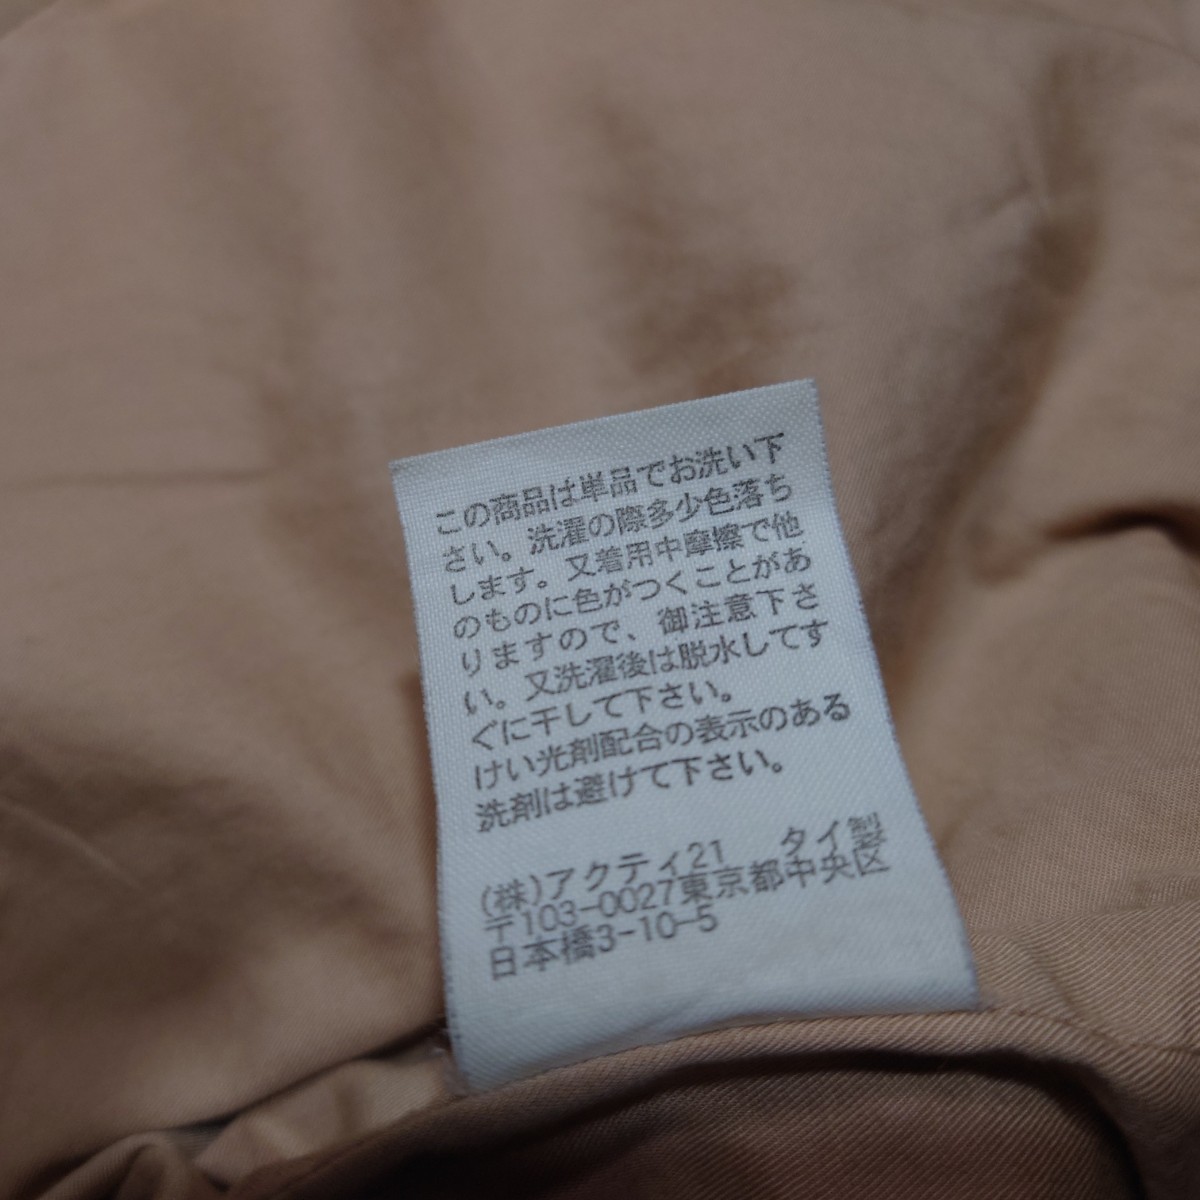 この商品は単品でお洗い下
さい。洗濯の際多少色落ち
します。又着用中摩擦で他
のものに色がつくことがあ
りますので、御注意下さ
い。又洗濯後は脱水してす
ぐに干して下さい。
けい光剤配合の表示のある
洗剤は避けて下さい。
(株)アクティ21 タイ製
〒103-0027東京都中央区
日本橋3-10-5